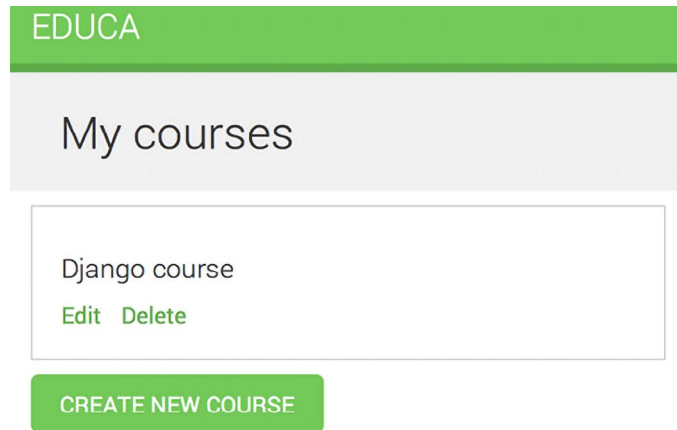 EDUCA
My courses
Django course
Edit Delete
CREATE NEW COURSE